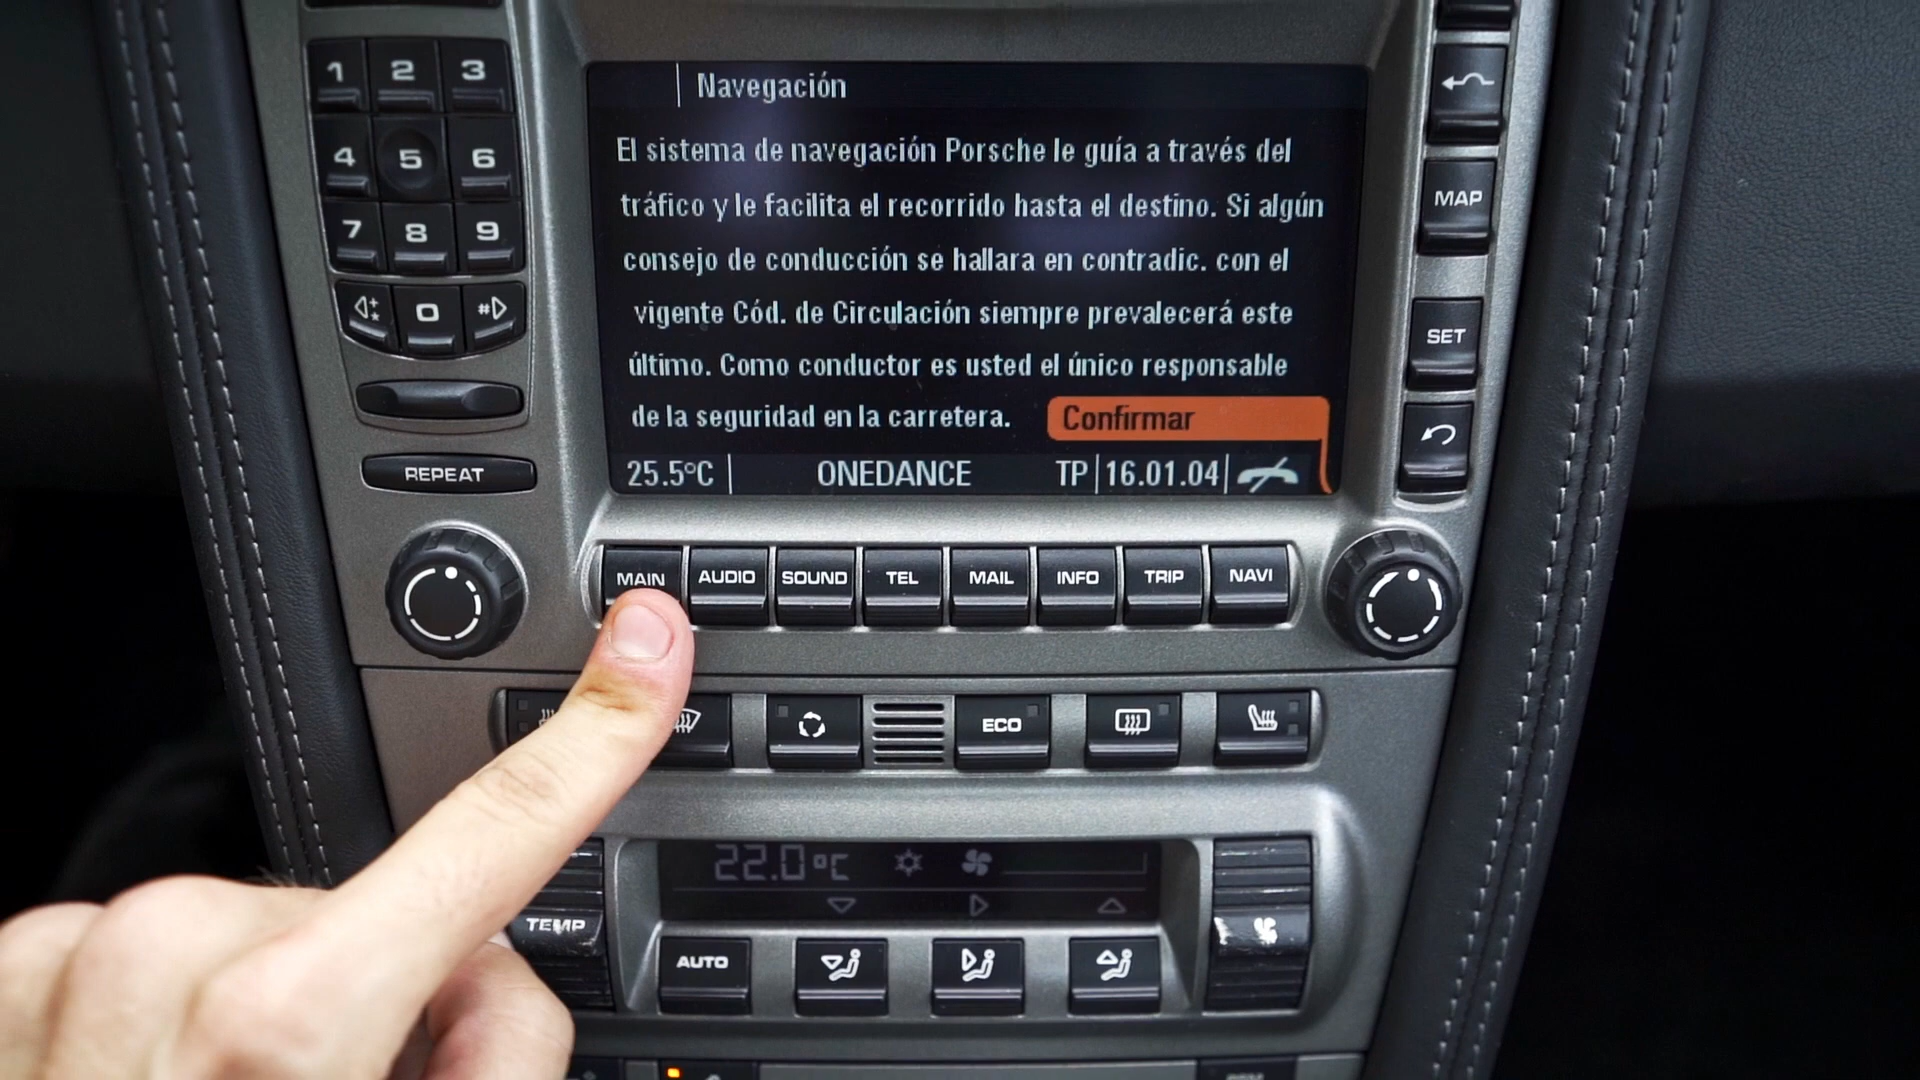 1 2 3
4 5 6
7 8 9
+
* 0 #
REPEAT
Navegación
El sistema de navegación Porsche le guía a través del
tráfico y le facilita el recorrido hasta el destino. Si algún
consejo de conducción se hallara en contradic. con el
vigente Cód. de Circulación siempre prevalecerá este
último. Como conductor es usted el único responsable
de la seguridad en la carretera. Confirmar
25.5°C ONEDANCE TP 16.01.04
MAP
SET
MAIN AUDIO SOUND TEL MAIL INFO TRIP NAVI
ECO
22.0°C
TEMP
AUTO